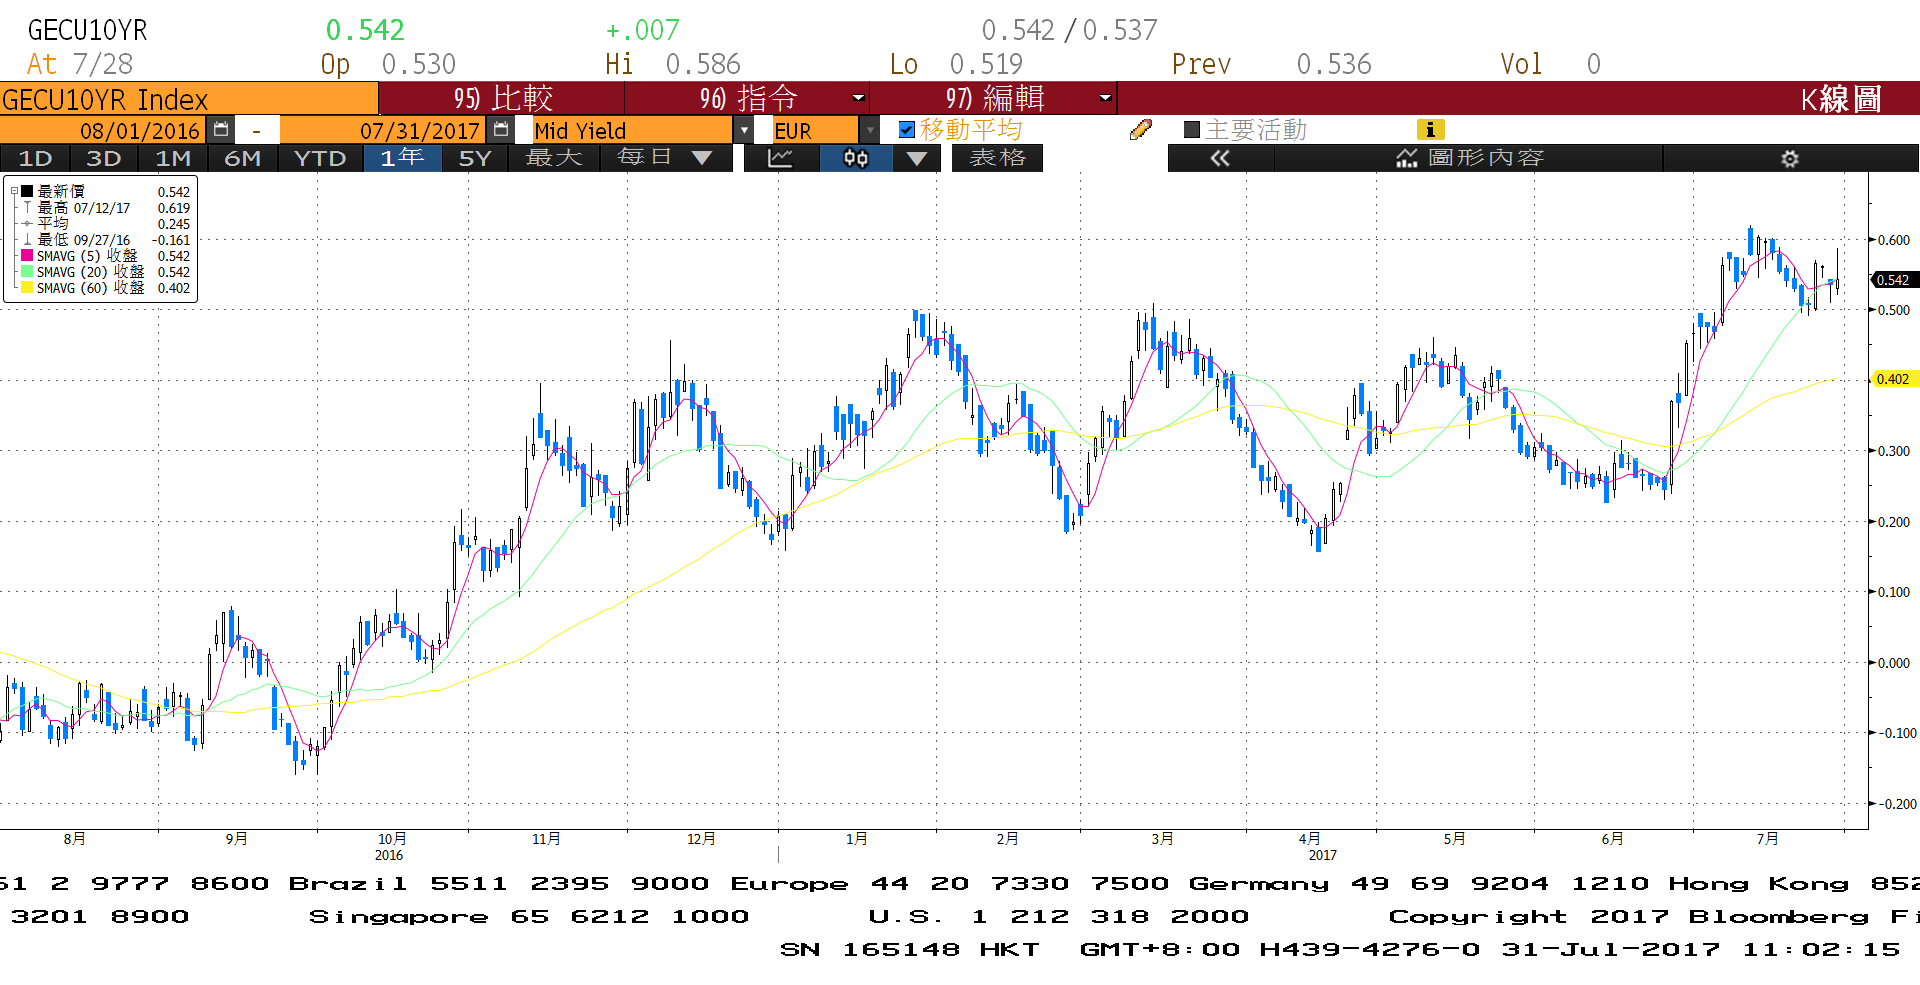 GECU10YR 0.542 +.007 0.542 / 0.537
At 7/28 Op 0.530 Hi 0.586 Lo 0.519 Prev 0.536 Vol 0
GECU10YR Index 95) 比較 96) 指令 97) 編輯 K線圖
08/01/2016 - 07/31/2017 Mid Yield EUR 移動平均 主要活動 i
1D 3D 1M 6M YTD 1年 5Y 最大 每日 表格 « 圖形內容
最新價 0.542
最高 07/12/17 0.619
平均 0.245
最低 09/27/16 -0.161
SMAVG (5) 收盤 0.542
SMAVG (20) 收盤 0.542
SMAVG (60) 收盤 0.402
0.600
0.542
0.500
0.402
0.300
0.200
0.100
0.000
-0.100
-0.200
8月 9月 10月 11月 12月 1月 2月 3月 4月 5月 6月 7月
2016 2017
61 2 9777 8600 Brazil 5511 2395 9000 Europe 44 20 7330 7500 Germany 49 69 9204 1210 Hong Kong 852
3201 8900 Singapore 65 6212 1000 U.S. 1 212 318 2000 Copyright 2017 Bloomberg Fi
SN 165148 HKT GMT+8:00 H439-4276-0 31-Jul-2017 11:02:15